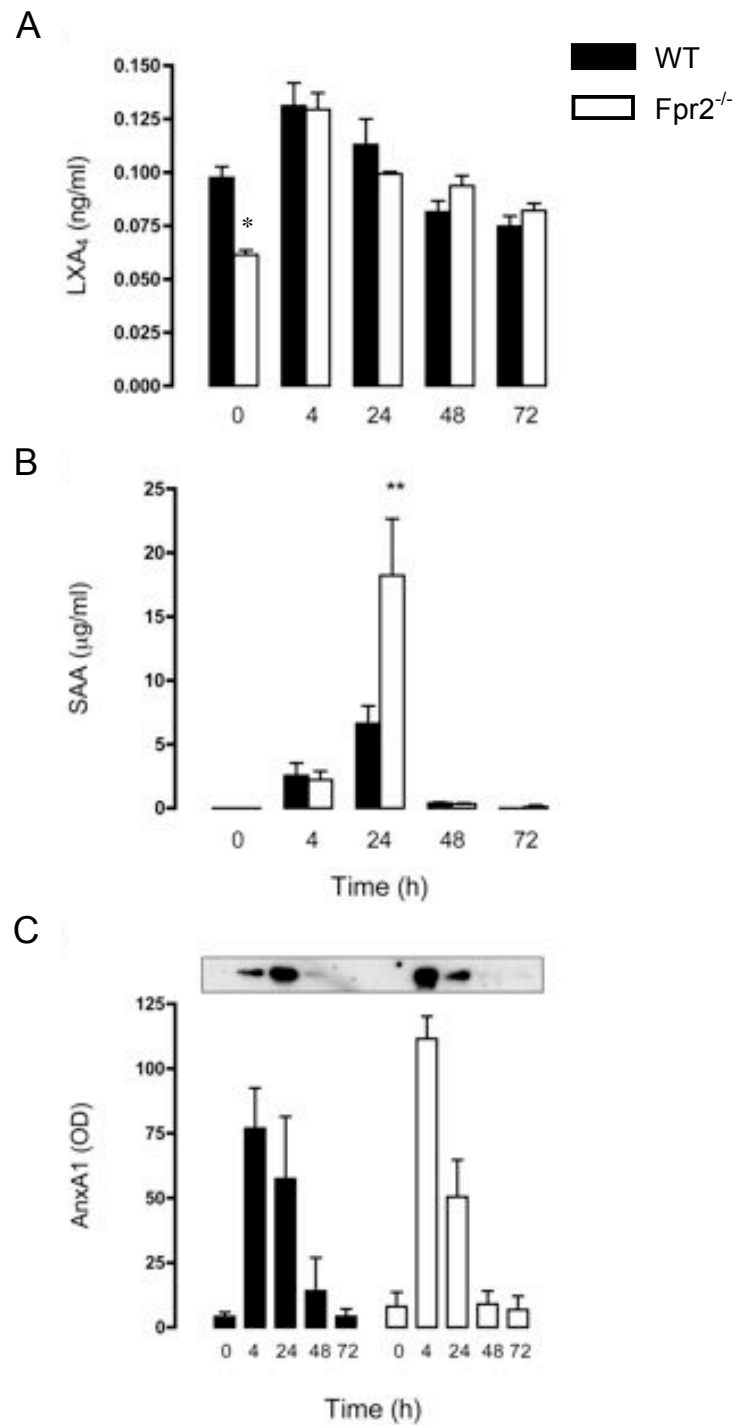 A
WT
Fpr2-/-
0.150
0.125
0.100
0.075
0.050
0.025
0.000
LXA4 (ng/ml)
*
0 4 24 48 72
B
25
20
15
10
5
0
SAA (µg/ml)
**
0 4 24 48 72
Time (h)
C
125
100
75
50
25
0
AnxA1 (OD)
0 4 24 48 72 0 4 24 48 72
Time (h)